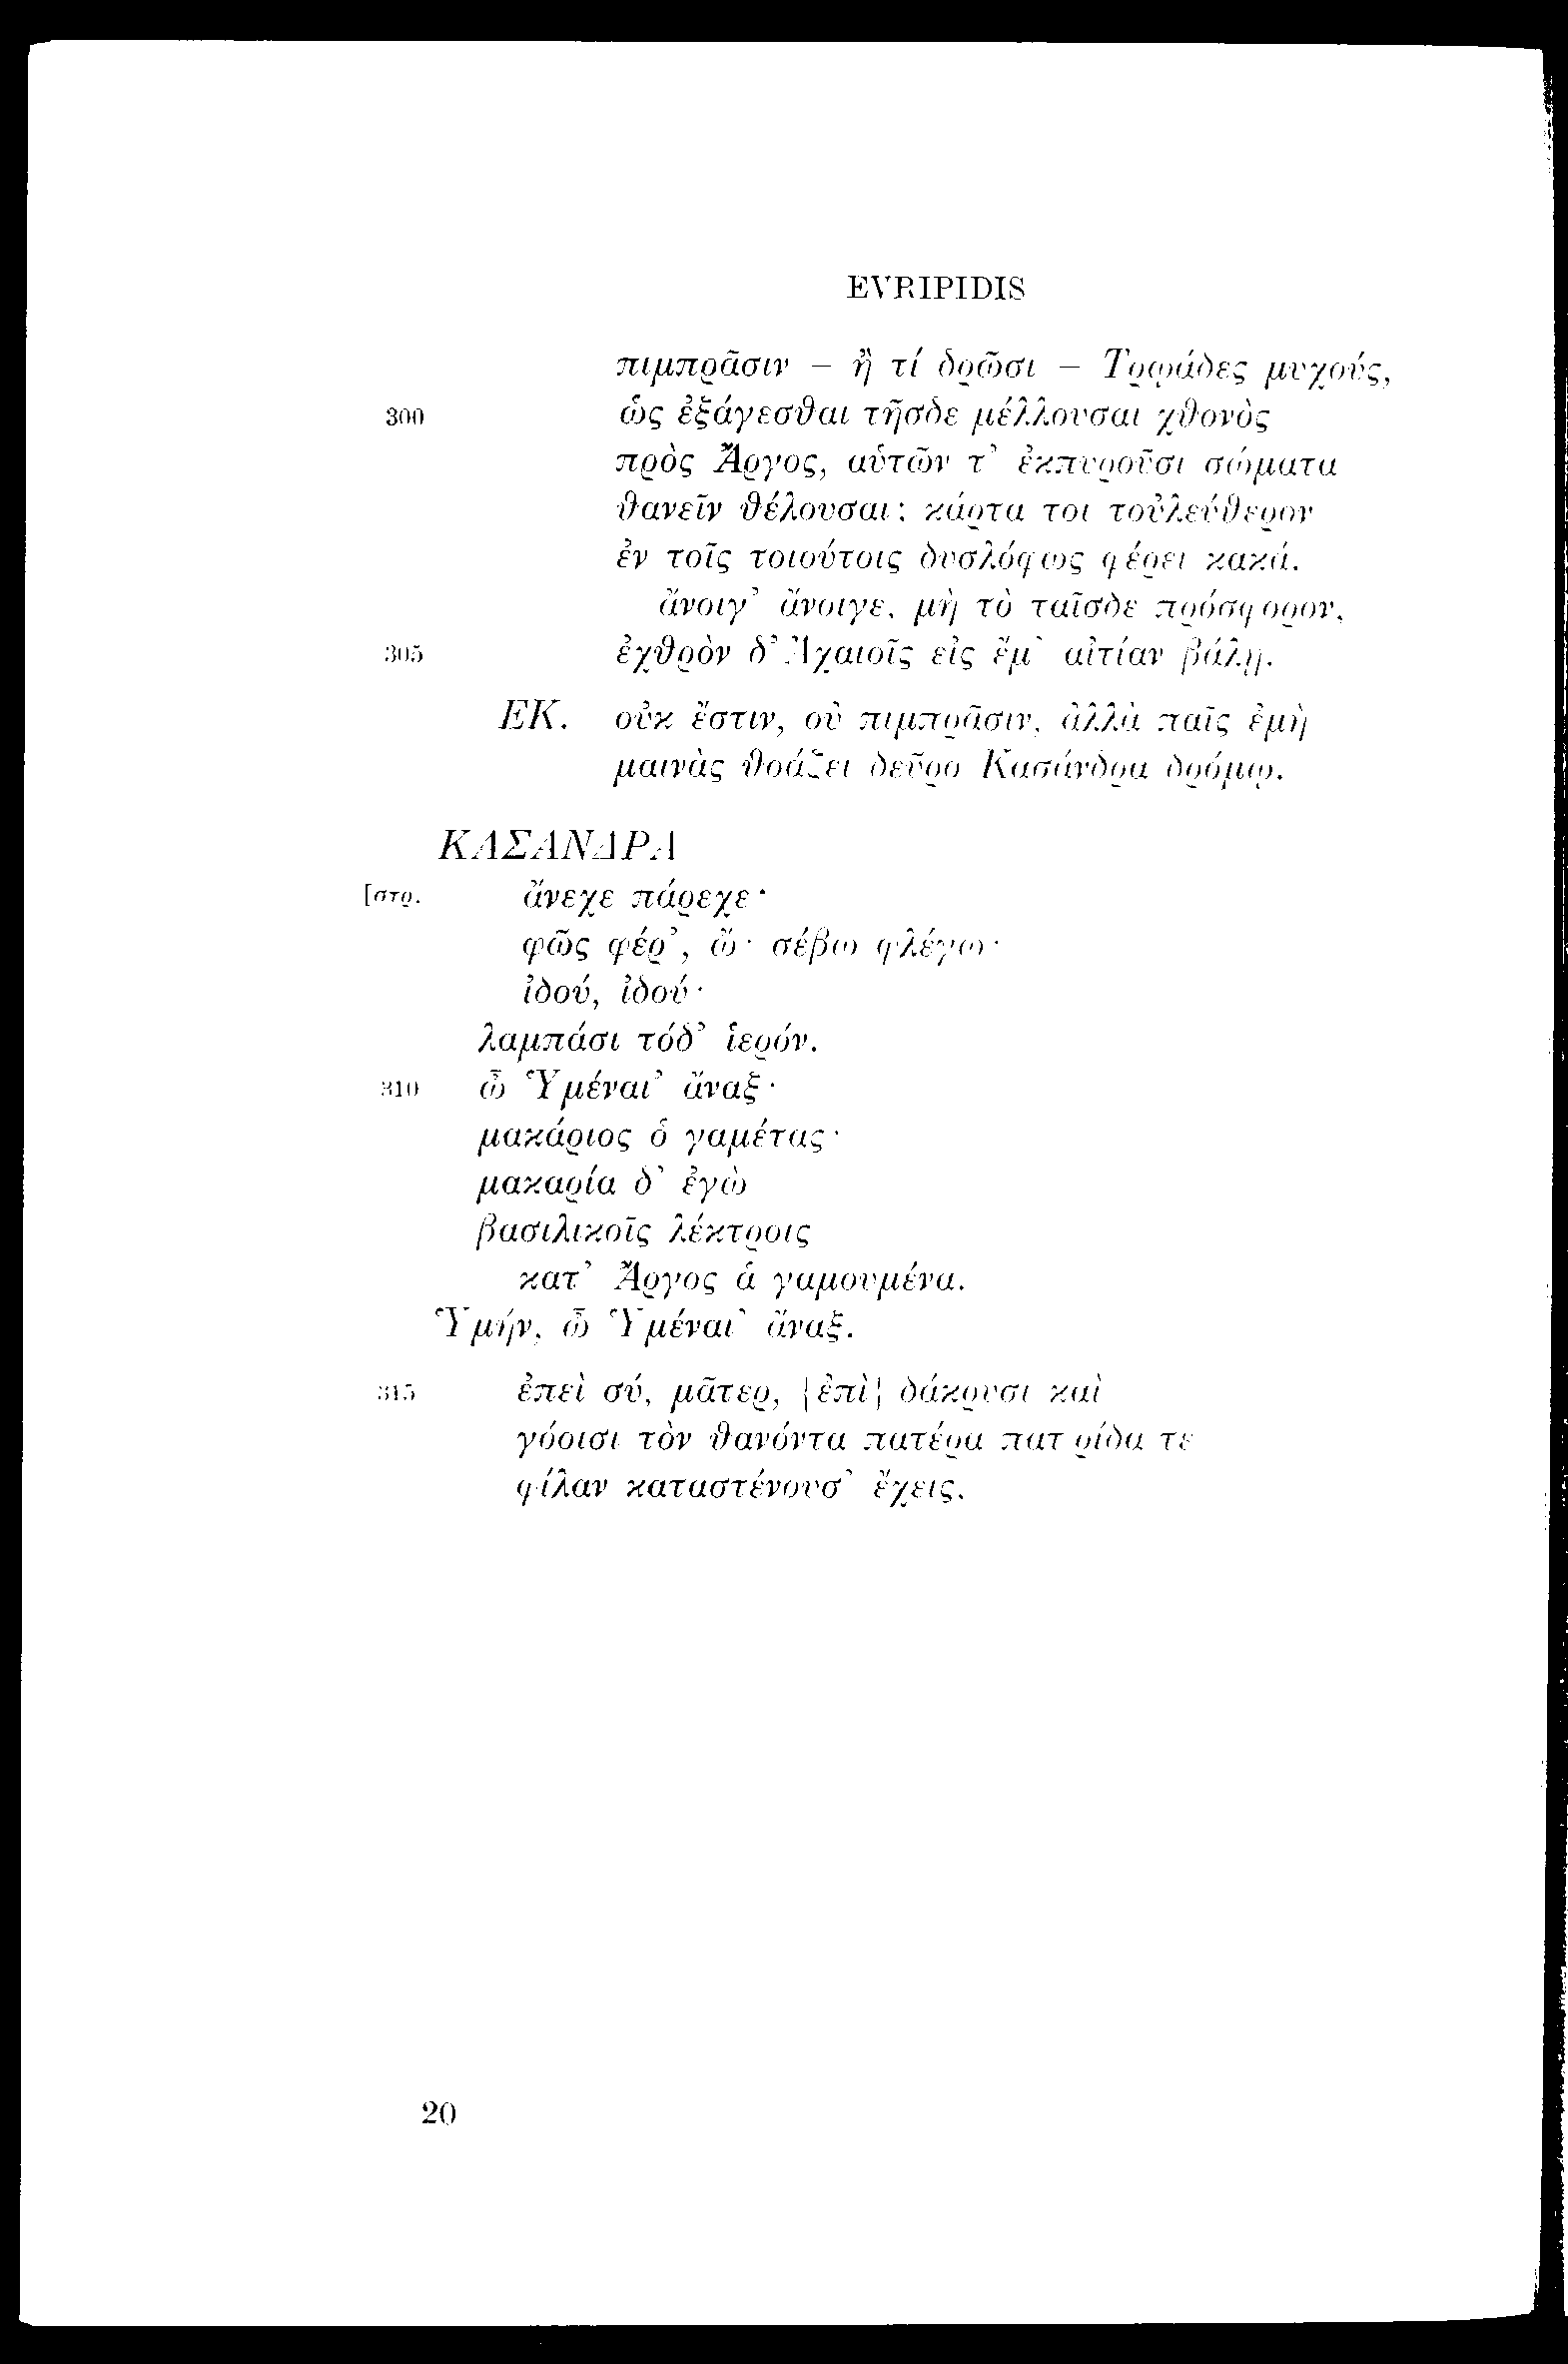 EVRIPIDIS
πιμπρᾶσιν – ἢ τί δρῶσι – Τρῳάδες μυχούς,
300 ὡς ἐξάγεσθαι τῆσδε μέλλουσαι χθονὸς
πρὸς Ἄργος, αὑτῶν τ’ ἐκπυροῦσι σώματα
θανεῖν θέλουσαι; κάρτα τοι τοὐλεύθερον
ἐν τοῖς τοιούτοις δυσλόφως φέρει κακά.
ἄνοιγ’ ἄνοιγε, μὴ τὸ ταῖσδε πρόσφορον,
305 ἐχθρὸν δ’ Ἀχαιοῖς εἰς ἔμ’ αἰτίαν βάλῃ.
ΕΚ. οὐκ ἔστιν, οὐ πιμπρᾶσιν, ἀλλὰ παῖς ἐμὴ
μαινὰς θοάζει δεῦρο Κασάνδρα δρόμῳ.
ΚΑΣΑΝΔΡΑ
[στρ. ἄνεχε πάρεχε·
φῶς φέρ’, ὤ· σέβω φλέγω·
ἰδού, ἰδού·
λαμπάσι τόδ’ ἱερόν.
310 ὦ Ὑμέναι’ ἄναξ·
μακάριος ὁ γαμέτας·
μακαρία δ’ ἐγὼ
βασιλικοῖς λέκτροις
κατ’ Ἄργος ἁ γαμουμένα.
Ὑμήν, ὦ Ὑμέναι’ ἄναξ.
315 ἐπεὶ σύ, μᾶτερ, {ἐπὶ} δάκρυσι καὶ
γόοισι τὸν θανόντα πατέρα πατρίδα τε
φίλαν καταστένουσ’ ἔχεις.
20